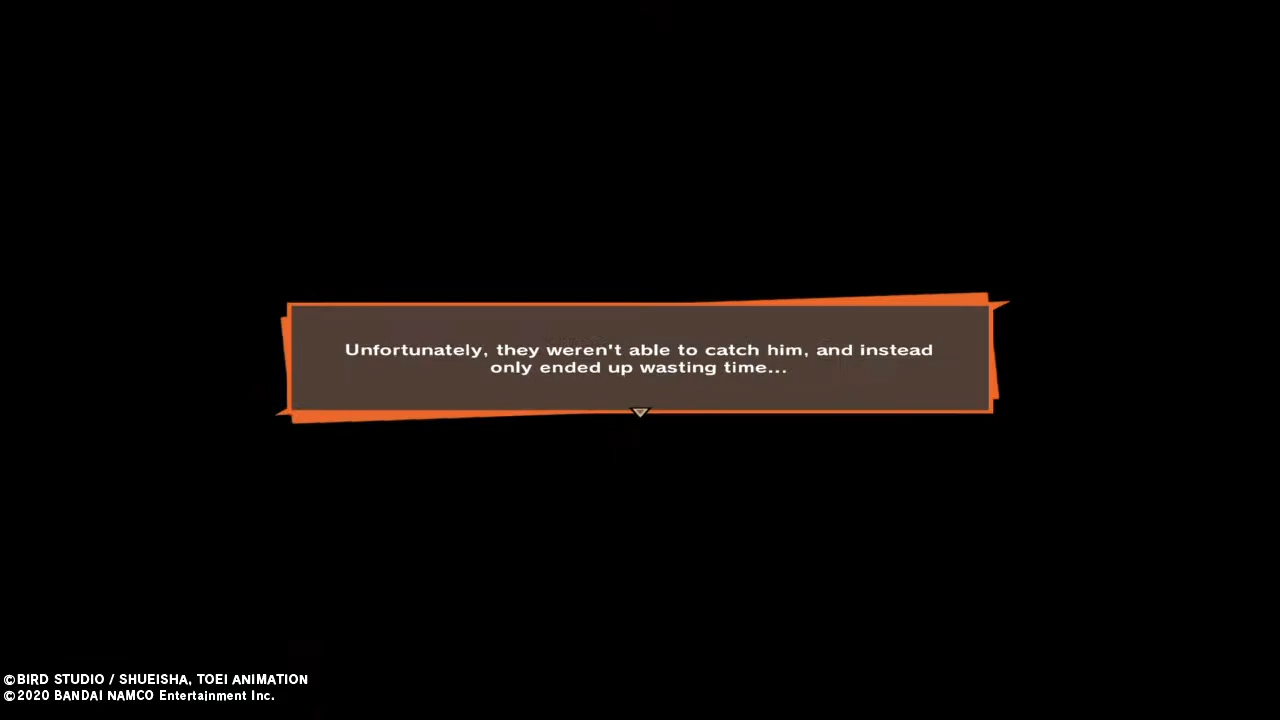 Unfortunately, they weren't able to catch him, and instead
only ended up wasting time...
©BIRD STUDIO / SHUEISHA, TOEI ANIMATION
©2020 BANDAI NAMCO Entertainment Inc.